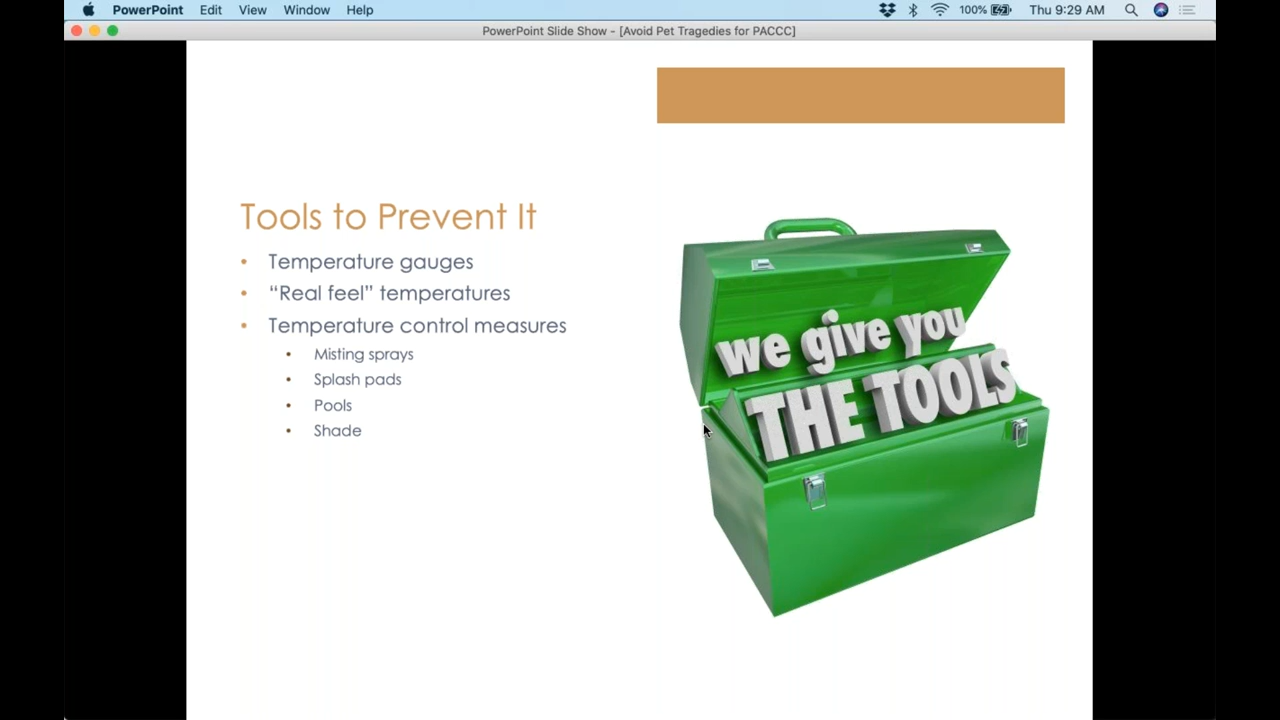 PowerPoint Edit View Window Help 100% Thu 9:29 AM
PowerPoint Slide Show - [Avoid Pet Tragedies for PACCC]
Tools to Prevent It
• Temperature gauges
• “Real feel” temperatures
• Temperature control measures
• Misting sprays
• Splash pads
• Pools
• Shade
we give you
THE TOOLS